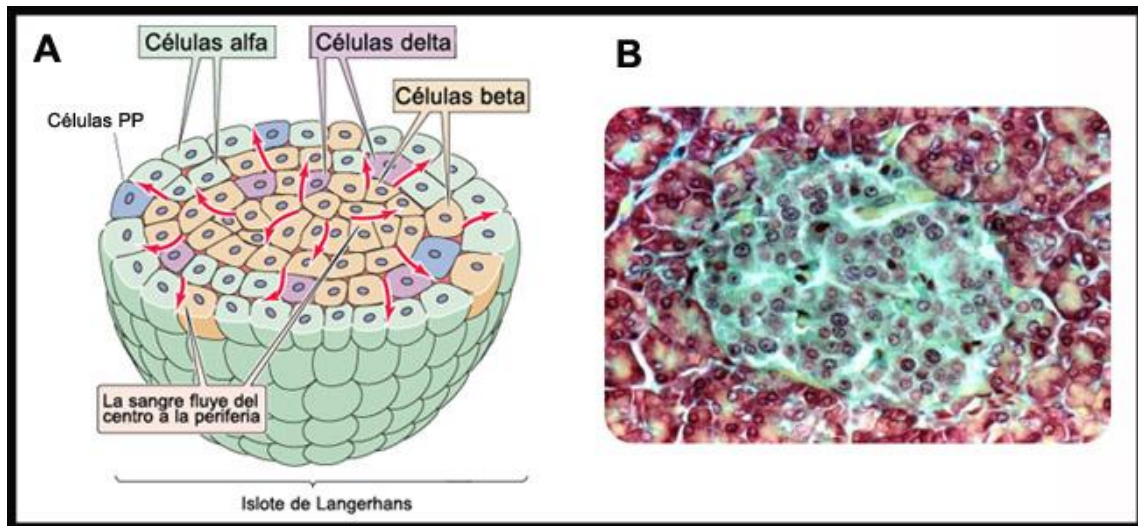 A
Células alfa
Células delta
B
Células beta
Células PP
La sangre fluye del
centro à la periferia
Islote de Langerhans